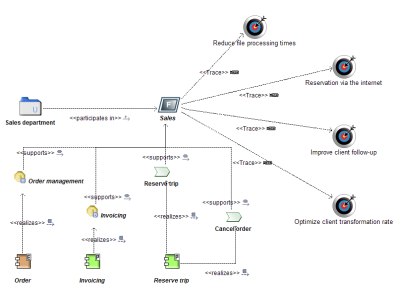 Reduce file processing times
<<Trace>>
Reservation via the internet
<<Trace>>
Sales department
<<participates in>>
Sales
<<Trace>>
Improve client follow-up
<<Trace>>
Optimize client transformation rate
<<supports>>
<<supports>>
<<supports>>
<<supports>>
Order management
Reserve trip
Invoicing
Cancel order
<<realizes>>
<<realizes>>
<<realizes>>
<<realizes>>
Order
Invoicing
Reserve trip